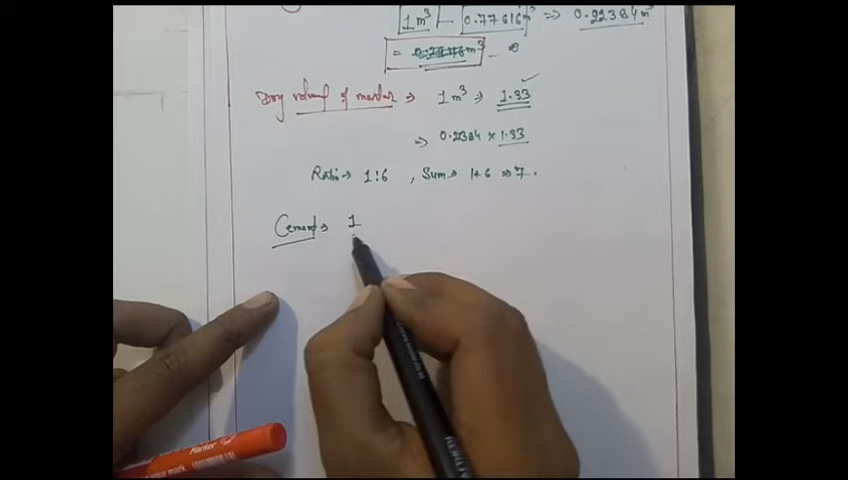 1m³ - 0.77616m³ => 0.22384m³
=
Dry volume of mortar => 1m³ => 1.33
=> 0.2384 x 1.33
Ratio → 1:6 , Sum → 1+6 => 7.
Cement → 1